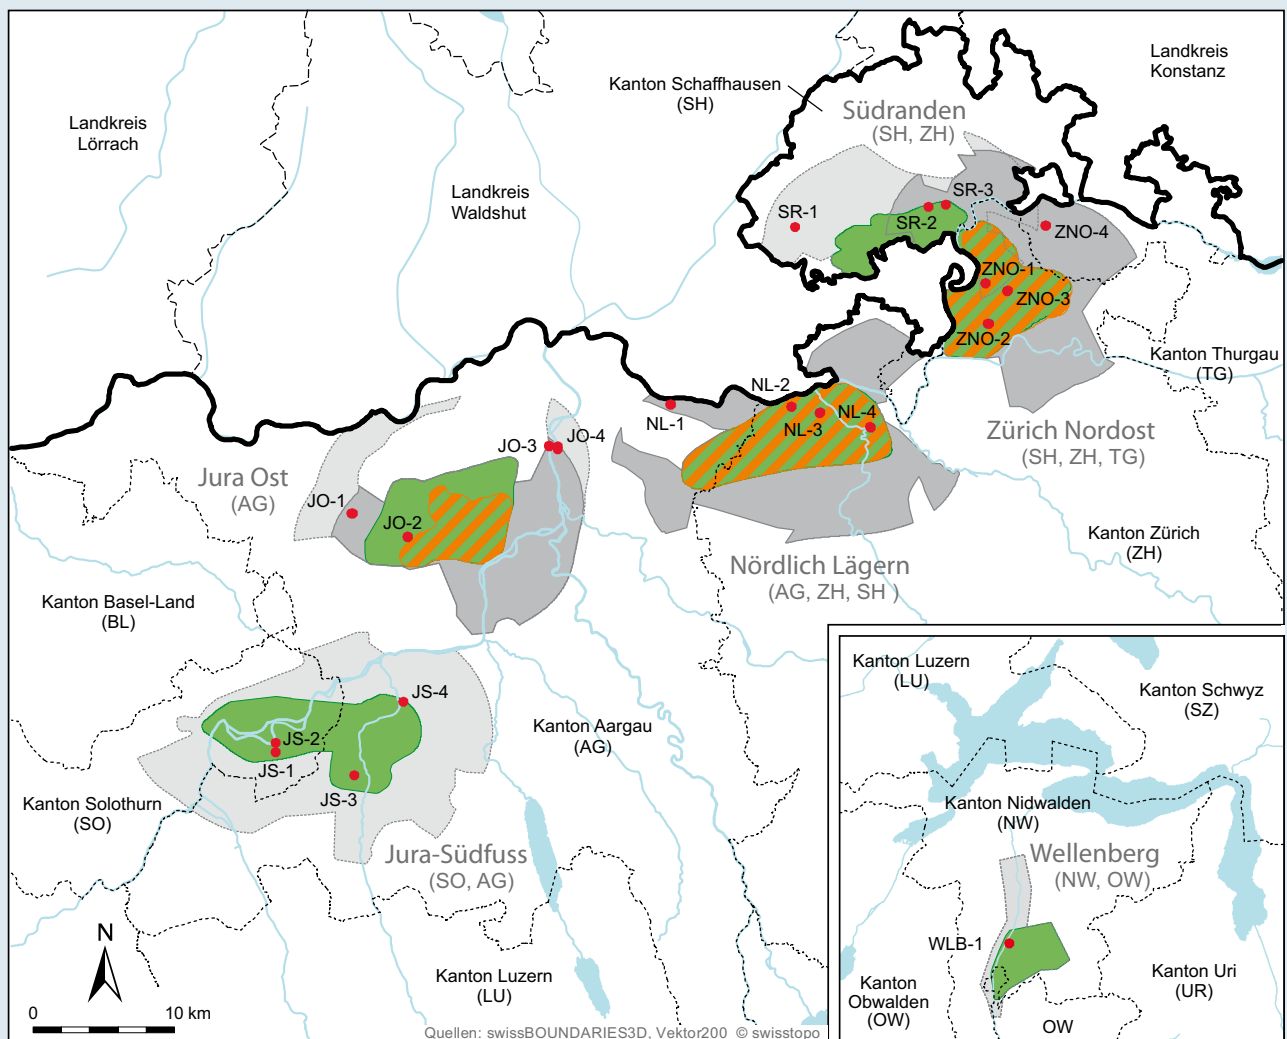 Landkreis
Konstanz
Kanton Schaffhausen
(SH)
Südranden
(SH, ZH)
Landkreis
Lörrach
Landkreis
Waldshut
SR-1
SR-2
SR-3
ZNO-4
ZNO-1
ZNO-3
ZNO-2
Kanton Thurgau
(TG)
NL-1
NL-2
NL-3
NL-4
Zürich Nordost
(SH, ZH, TG)
JO-3
JO-4
Jura Ost
(AG)
JO-1
JO-2
Kanton Zürich
(ZH)
Nördlich Lägern
(AG, ZH, SH )
Kanton Basel-Land
(BL)
JS-4
JS-2
JS-1
JS-3
Kanton Aargau
(AG)
Kanton Solothurn
(SO)
Jura-Südfuss
(SO, AG)
Kanton Luzern
(LU)
N
0 10 km
Quellen: swissBOUNDARIES3D, Vektor200 © swisstopo
Kanton Luzern
(LU)
Kanton Schwyz
(SZ)
Kanton Nidwalden
(NW)
Wellenberg
(NW, OW)
WLB-1
Kanton
Obwalden
(OW)
Kanton Uri
(UR)
OW